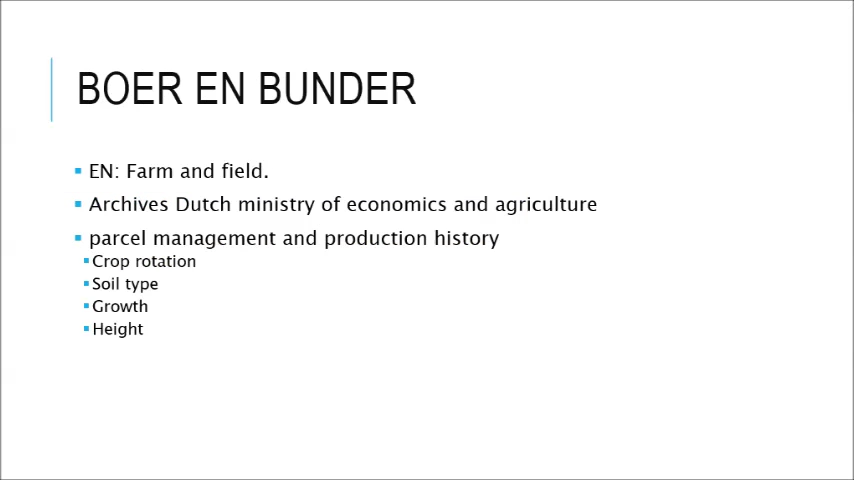 BOER EN BUNDER
EN: Farm and field.
Archives Dutch ministry of economics and agriculture
parcel management and production history
Crop rotation
Soil type
Growth
Height